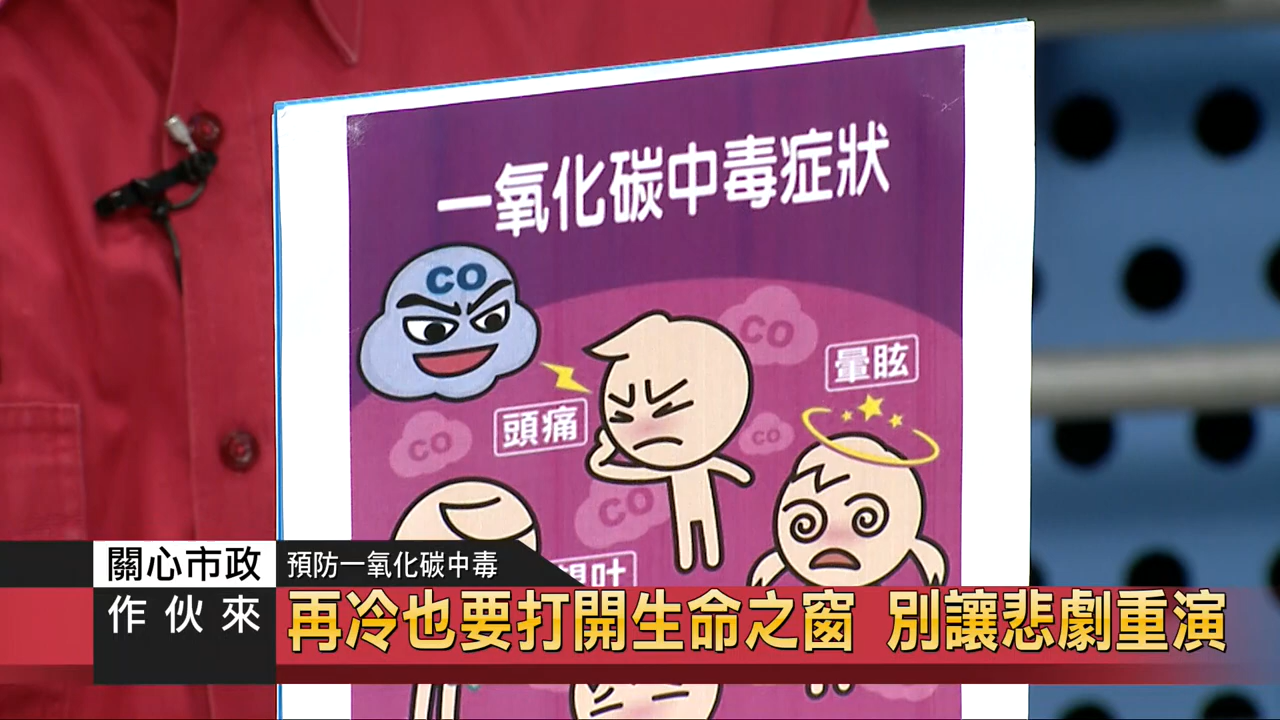 一氧化碳中毒症狀
CO
CO
暈眩
頭痛
CO
CO
CO
吐
關心市政
預防一氧化碳中毒
作伙來
再冷也要打開生命之窗 別讓悲劇重演